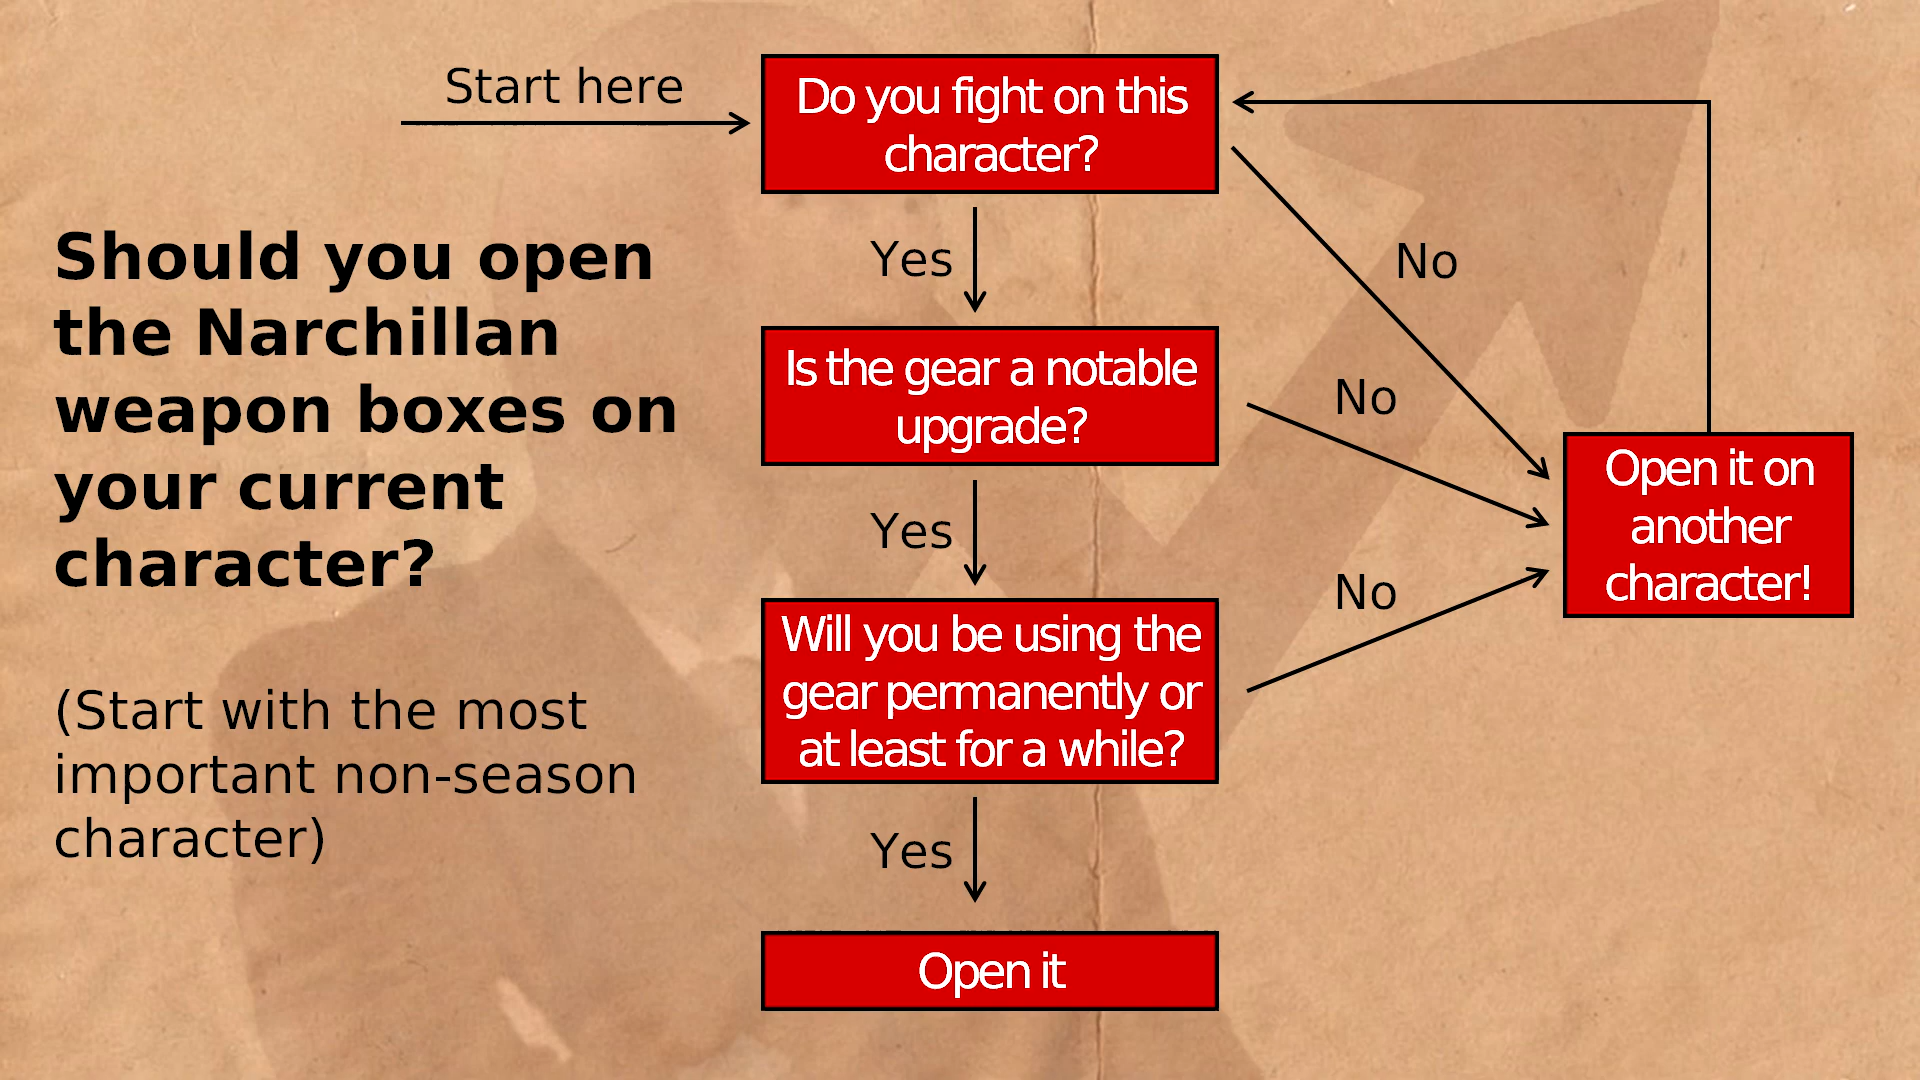 Start here
Do you fight on this
character?
Should you open
the Narchillan
weapon boxes on
your current
character?
(Start with the most
important non-season
character)
Yes
No
Is the gear a notable
upgrade?
No
Yes
Open it on
another
character!
Will you be using the
gear permanently or
at least for a while?
No
Yes
Open it